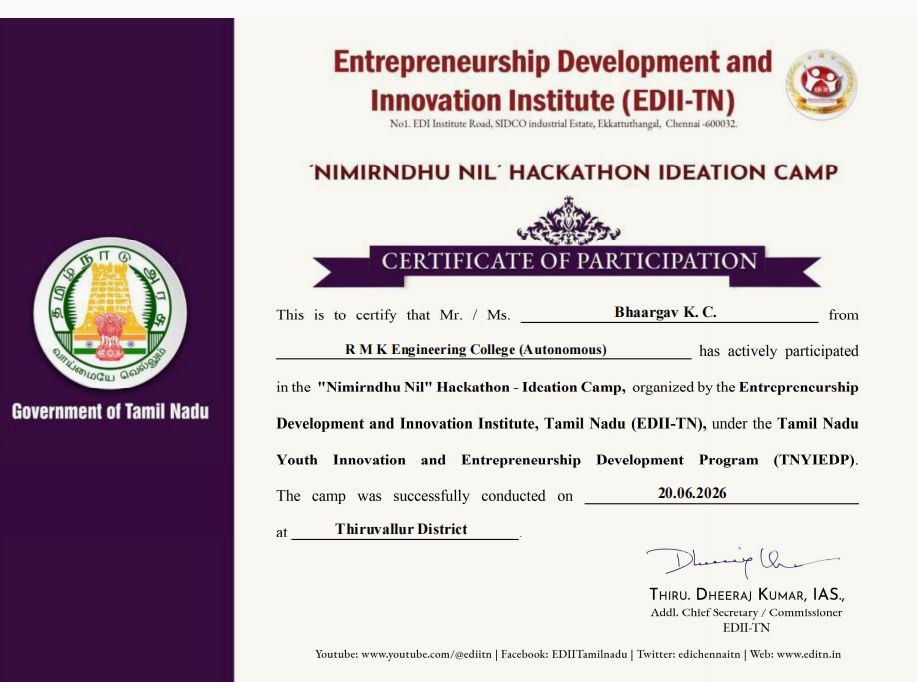 Entrepreneurship Development and
Innovation Institute (EDII-TN)
No1. EDI Institute Road, SIDCO industrial Estate, Ekkattuthangal, Chennai -600032.
´NIMIRNDHU NIL´ HACKATHON IDEATION CAMP
CERTIFICATE OF PARTICIPATION
This is to certify that Mr. / Ms. Bhaargav K. C. from
R M K Engineering College (Autonomous) has actively participated
in the "Nimirndhu Nil" Hackathon - Ideation Camp, organized by the Entrepreneurship
Development and Innovation Institute, Tamil Nadu (EDII-TN), under the Tamil Nadu
Youth Innovation and Entrepreneurship Development Program (TNYIEDP).
The camp was successfully conducted on 20.06.2026
at Thiruvallur District.
தமிழ்நாடு அரசு
வாய்மையே வெல்லும்
Government of Tamil Nadu
THIRU. DHEERAJ KUMAR, IAS.,
Addl. Chief Secretary / Commissioner
EDII-TN
Youtube: www.youtube.com/@ediitn | Facebook: EDIITamilnadu | Twitter: edichennaitn | Web: www.editn.in